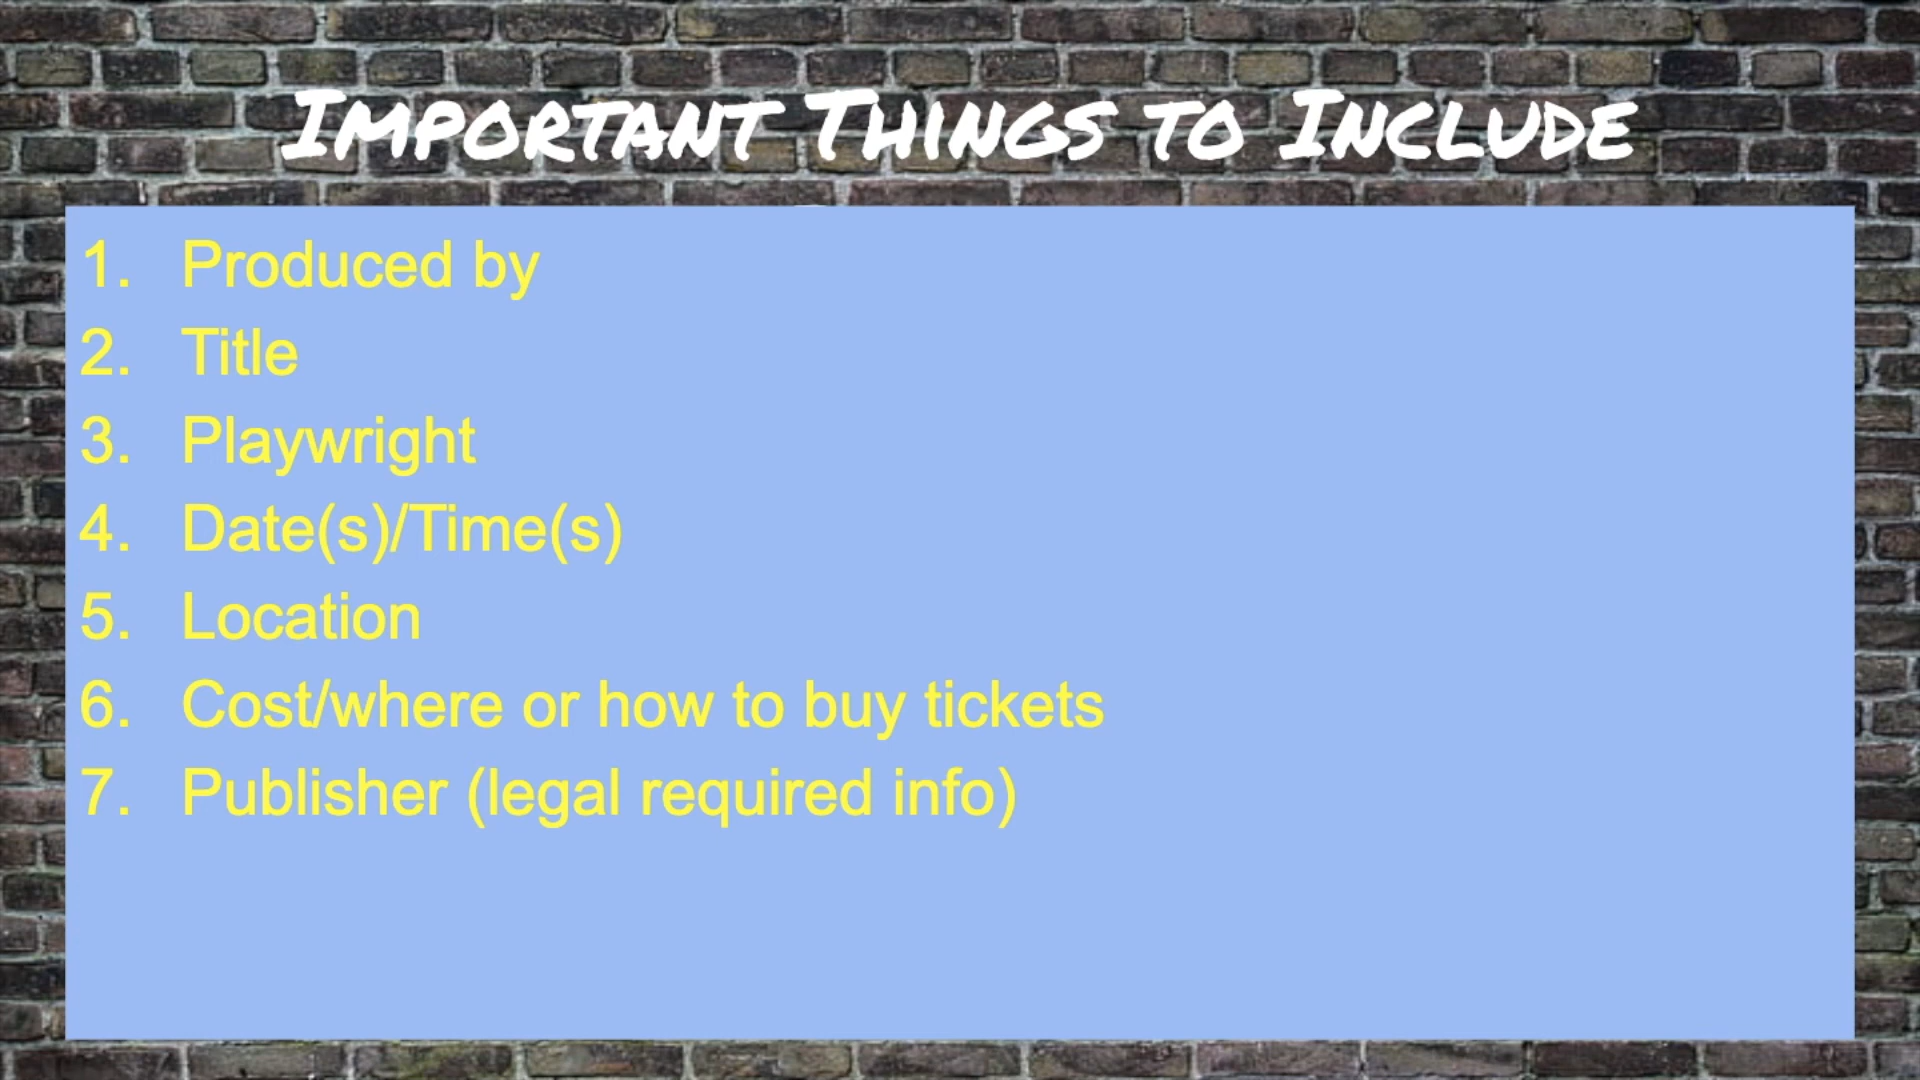 Important Things to Include
1. Produced by
2. Title
3. Playwright
4. Date(s)/Time(s)
5. Location
6. Cost/where or how to buy tickets
7. Publisher (legal required info)